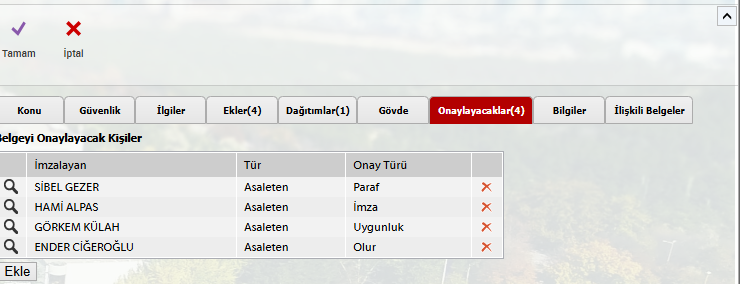 Tamam İptal
Konu Güvenlik İlgiler Ekler(4) Dağıtımlar(1) Gövde Onaylayacaklar(4) Bilgiler İlişkili Belgeler
Belgeyi Onaylayacak Kişiler
İmzalayan Tür Onay Türü
SİBEL GEZER Asaleten Paraf
HAMİ ALPAS Asaleten İmza
GÖRKEM KÜLAH Asaleten Uygunluk
ENDER CİĞEROĞLU Asaleten Olur
Ekle